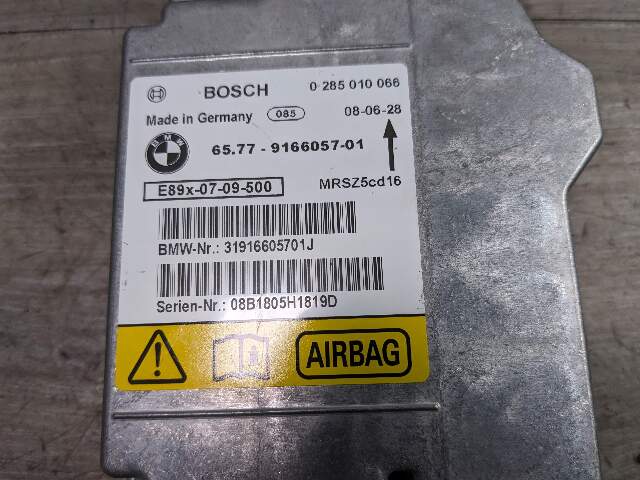 BOSCH 0 285 010 066
Made in Germany 085 08-06-28
BMW 65.77 - 9166057-01
E89x-07-09-500 MRSZ5cd16
BMW-Nr.: 31916605701J
Serien-Nr.: 08B1805H1819D
AIRBAG